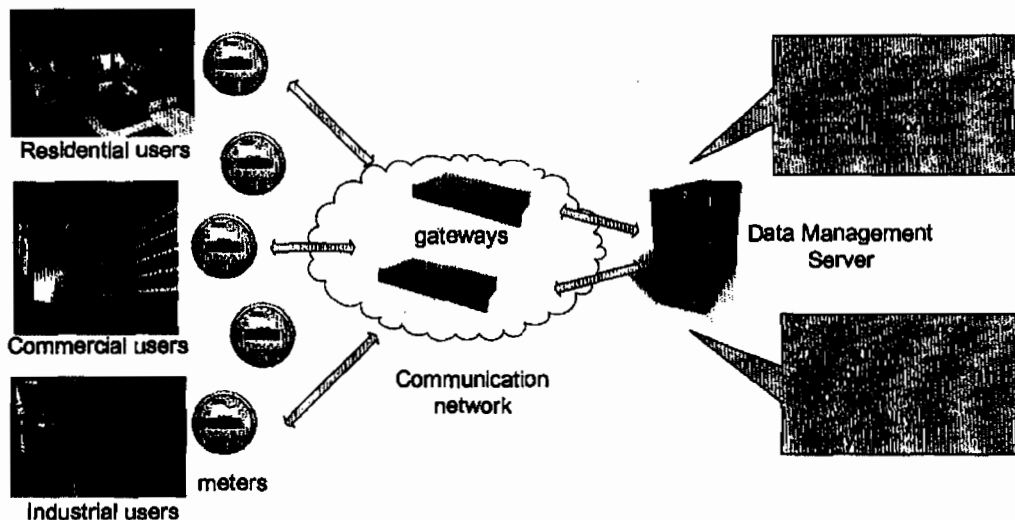 Residential users
Commercial users
Industrial users
meters
gateways
Communication
network
Data Management
Server